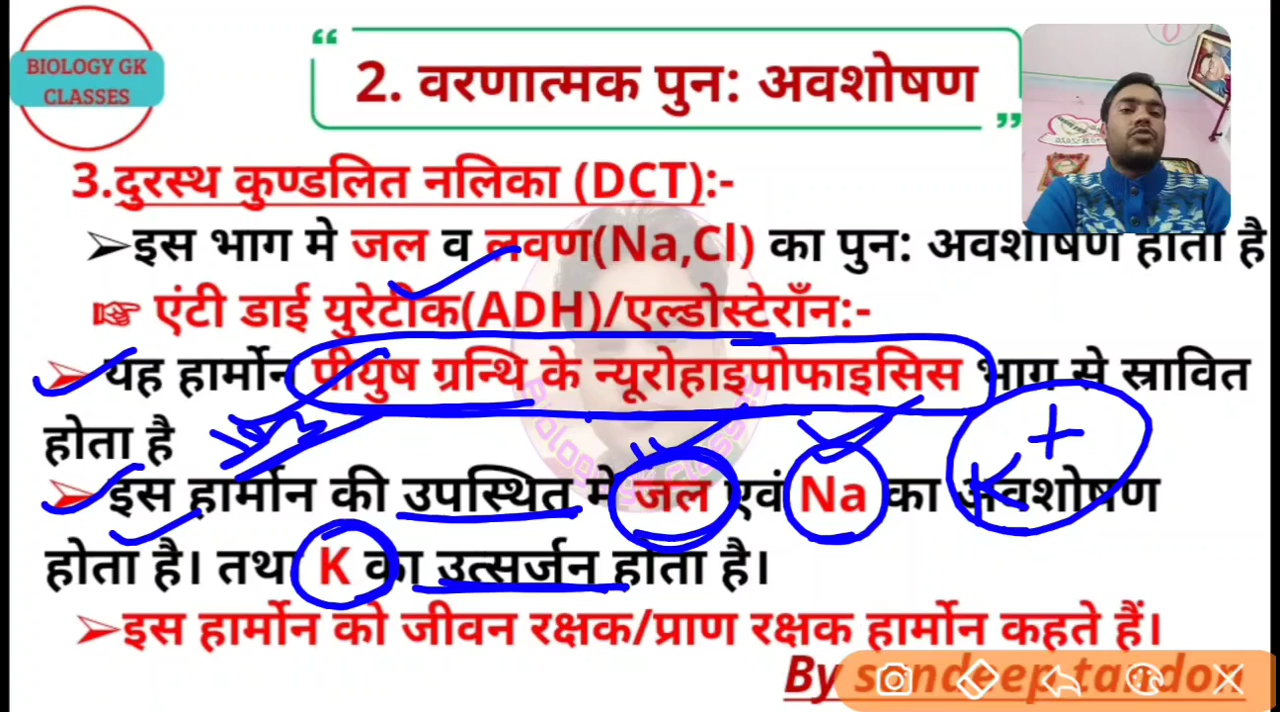 BIOLOGY GK
CLASSES
2. वरणात्मक पुन: अवशोषण
3.दुरस्थ कुण्डलित नलिका (DCT):-
➢इस भाग मे जल व लवण(Na,Cl) का पुन: अवशोषण होता है
☞ एंटी डाई युरेटीक(ADH)/एल्डोस्टेरॉन:-
➢ यह हार्मोन पीयुष ग्रन्थि के न्यूरोहाइपोफाइसिस भाग से स्रावित
होता है
➢ इस हार्मोन की उपस्थित मे जल एवं Na का अवशोषण
K+
होता है। तथा K का उत्सर्जन होता है।
➢इस हार्मोन को जीवन रक्षक/प्राण रक्षक हार्मोन कहते हैं।
By sandeep tandon